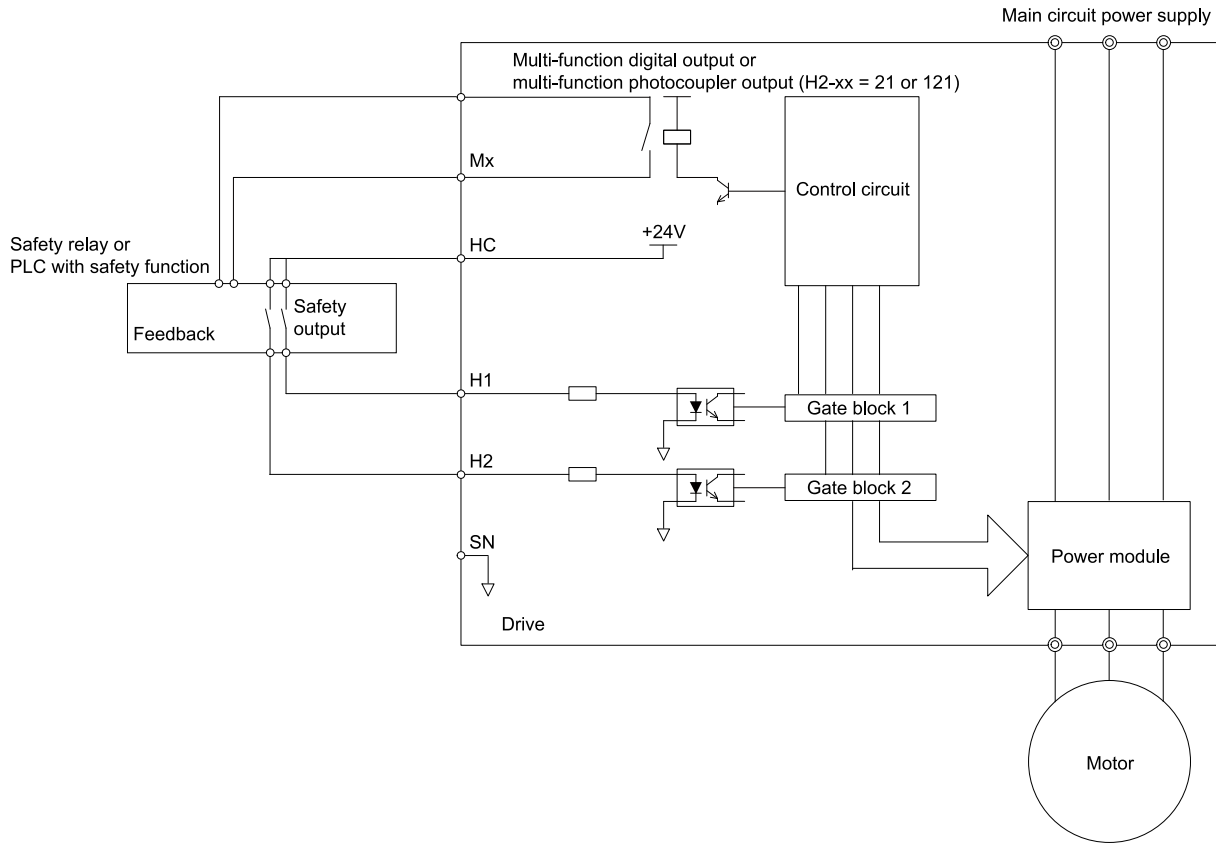 Main circuit power supply
Multi-function digital output or
multi-function photocoupler output (H2-xx = 21 or 121)
Mx
Control circuit
+24V
HC
Safety relay or
PLC with safety function
Safety
output
Feedback
H1
Gate block 1
H2
Gate block 2
SN
Power module
Drive
Motor